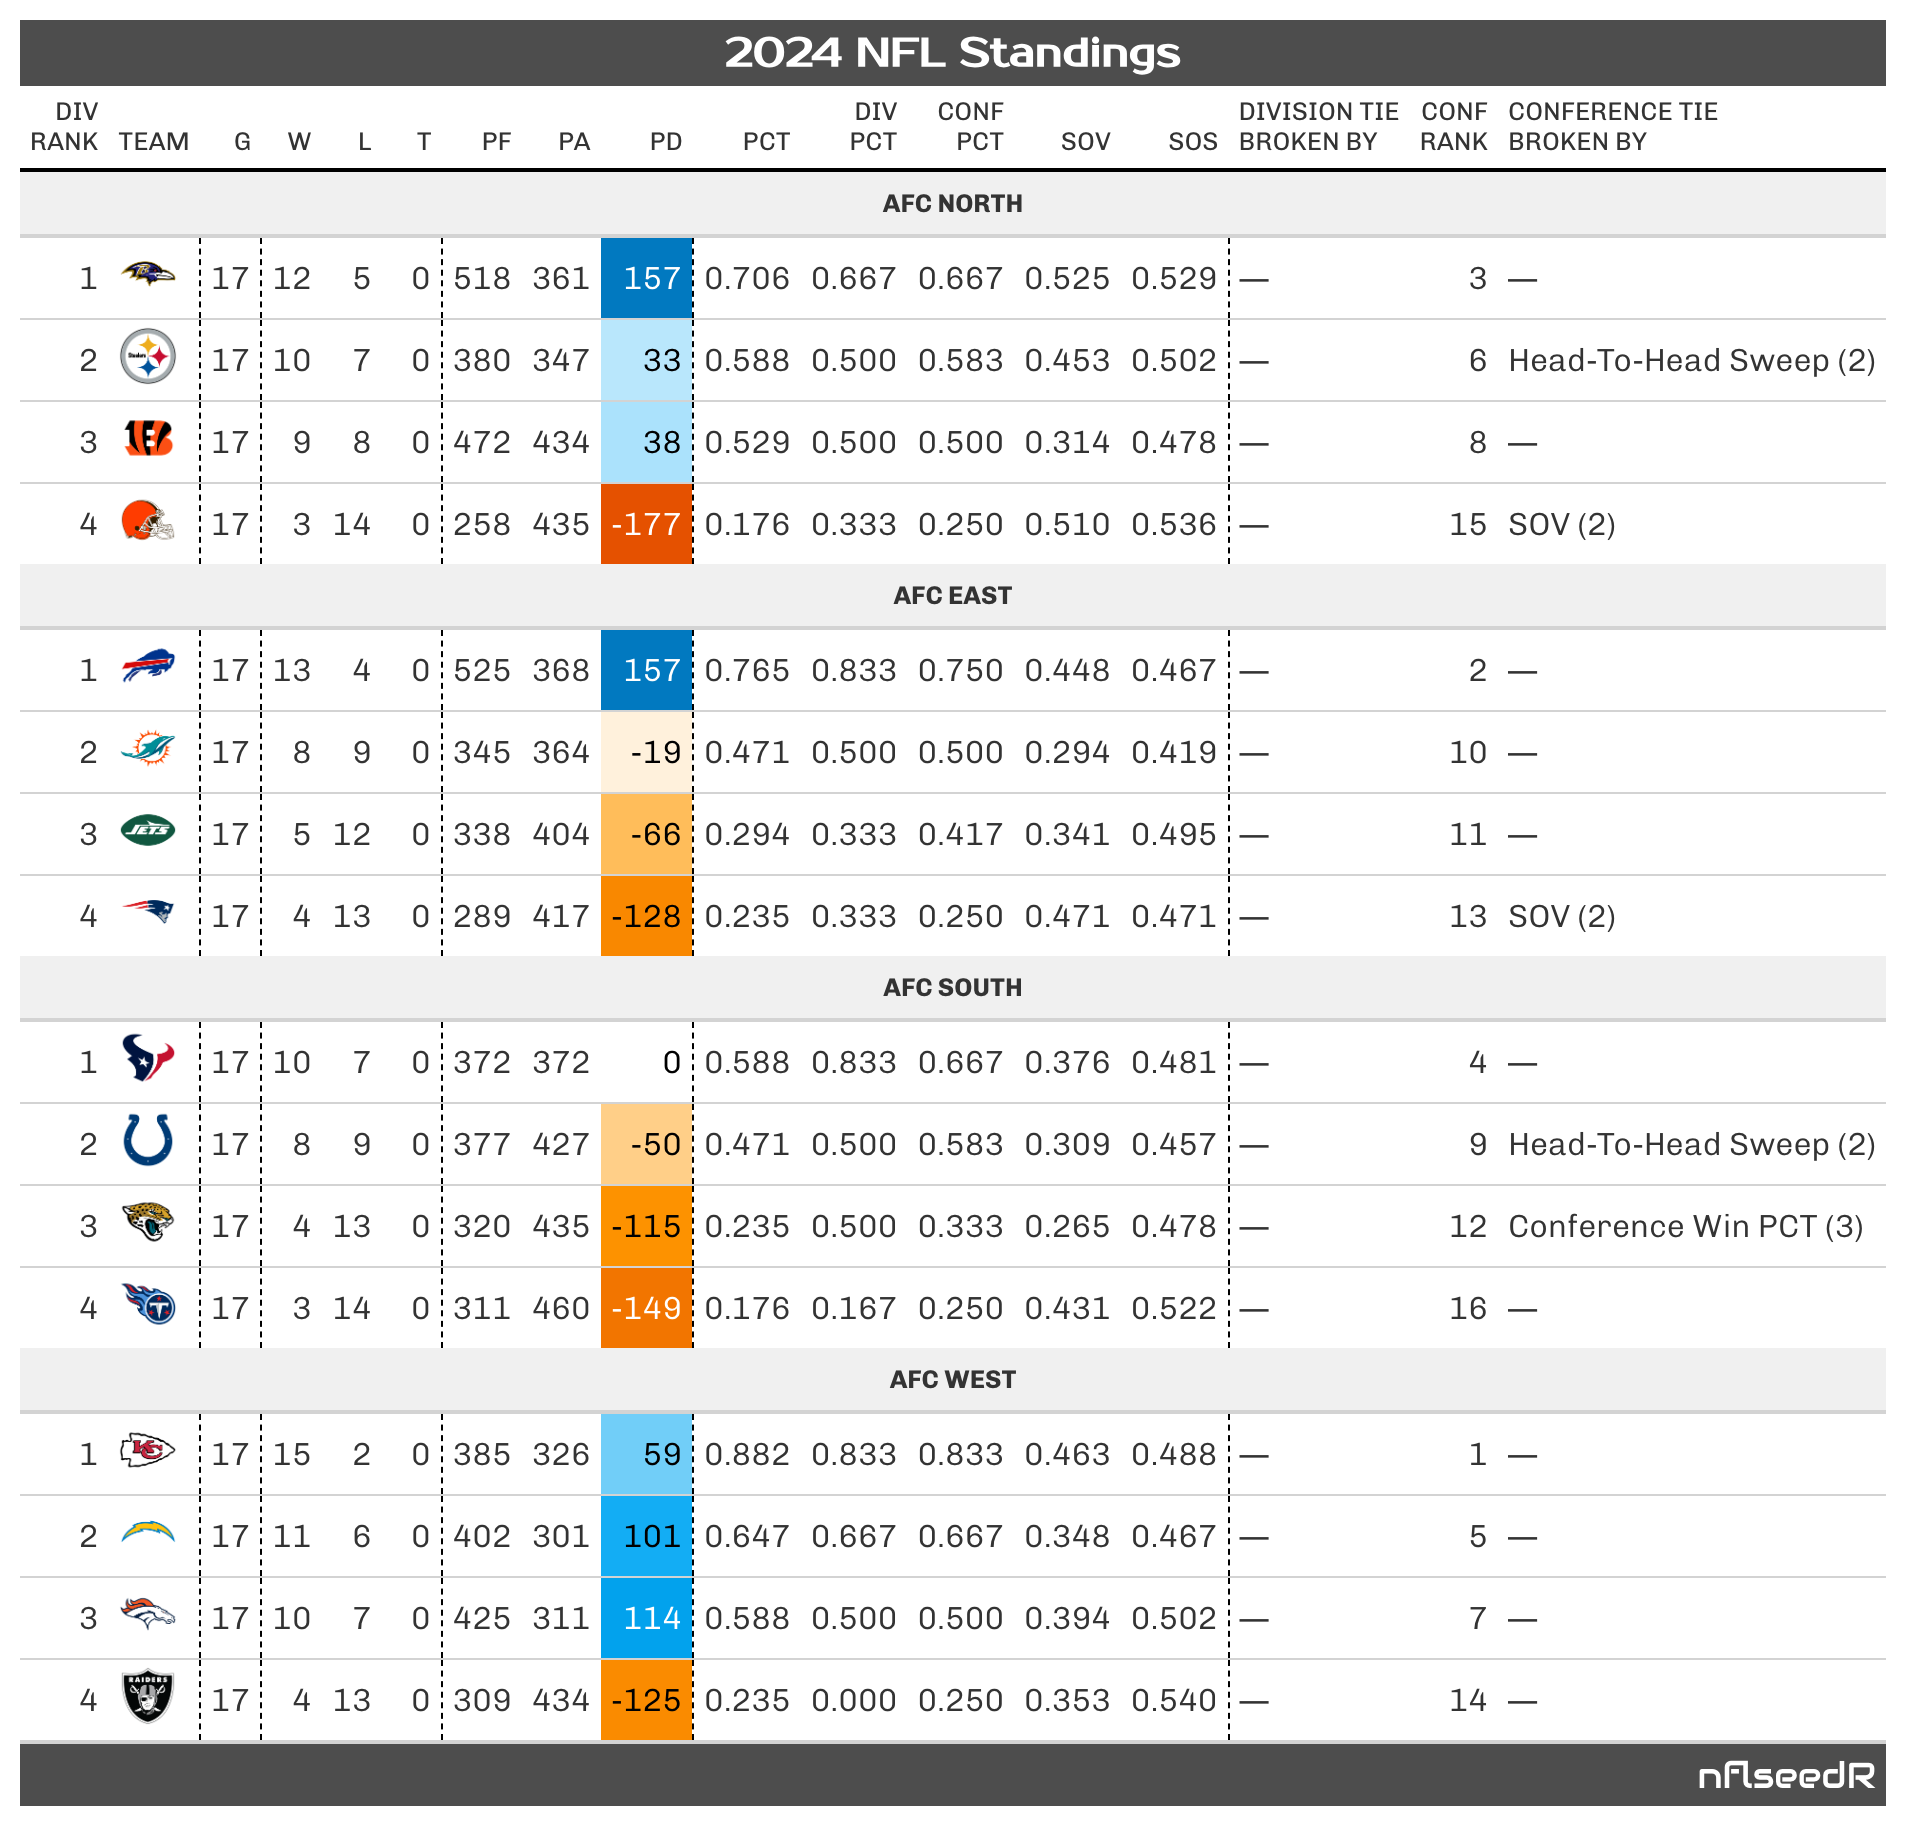 2024 NFL Standings
DIV RANK TEAM G W L T PF PA PD PCT DIV PCT CONF PCT SOV SOS DIVISION TIE BROKEN BY CONF RANK CONFERENCE TIE BROKEN BY
AFC NORTH
1 17 12 5 0 518 361 157 0.706 0.667 0.667 0.525 0.529 — 3 —
2 Steelers 17 10 7 0 380 347 33 0.588 0.500 0.583 0.453 0.502 — 6 Head-To-Head Sweep (2)
3 17 9 8 0 472 434 38 0.529 0.500 0.500 0.314 0.478 — 8 —
4 17 3 14 0 258 435 -177 0.176 0.333 0.250 0.510 0.536 — 15 SOV (2)
AFC EAST
1 17 13 4 0 525 368 157 0.765 0.833 0.750 0.448 0.467 — 2 —
2 17 8 9 0 345 364 -19 0.471 0.500 0.500 0.294 0.419 — 10 —
3 JETS 17 5 12 0 338 404 -66 0.294 0.333 0.417 0.341 0.495 — 11 —
4 17 4 13 0 289 417 -128 0.235 0.333 0.250 0.471 0.471 — 13 SOV (2)
AFC SOUTH
1 17 10 7 0 372 372 0 0.588 0.833 0.667 0.376 0.481 — 4 —
2 17 8 9 0 377 427 -50 0.471 0.500 0.583 0.309 0.457 — 9 Head-To-Head Sweep (2)
3 17 4 13 0 320 435 -115 0.235 0.500 0.333 0.265 0.478 — 12 Conference Win PCT (3)
4 T 17 3 14 0 311 460 -149 0.176 0.167 0.250 0.431 0.522 — 16 —
AFC WEST
1 KC 17 15 2 0 385 326 59 0.882 0.833 0.833 0.463 0.488 — 1 —
2 17 11 6 0 402 301 101 0.647 0.667 0.667 0.348 0.467 — 5 —
3 17 10 7 0 425 311 114 0.588 0.500 0.500 0.394 0.502 — 7 —
4 RAIDERS 17 4 13 0 309 434 -125 0.235 0.000 0.250 0.353 0.540 — 14 —
nflseedR